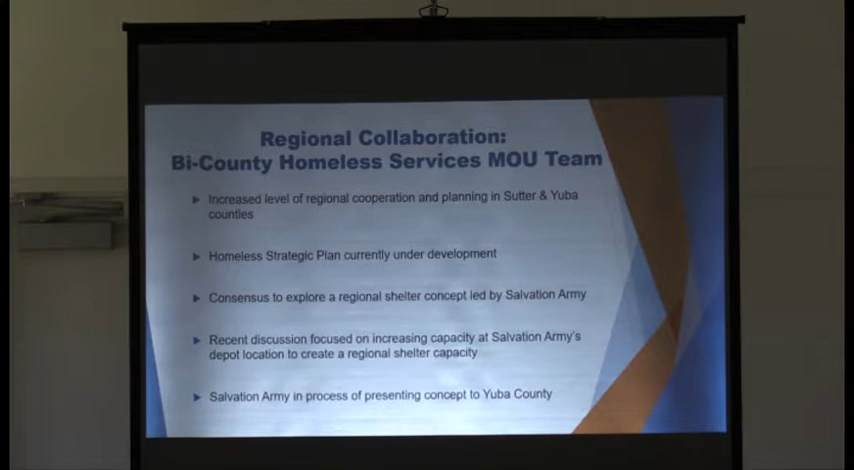 Regional Collaboration:
Bi-County Homeless Services MOU Team
Increased level of regional cooperation and planning in Sutter & Yuba
counties
Homeless Strategic Plan currently under development
Consensus to explore a regional shelter concept led by Salvation Army
Recent discussion focused on increasing capacity at Salvation Army's
depot location to create a regional shelter capacity
Salvation Army in process of presenting concept to Yuba County